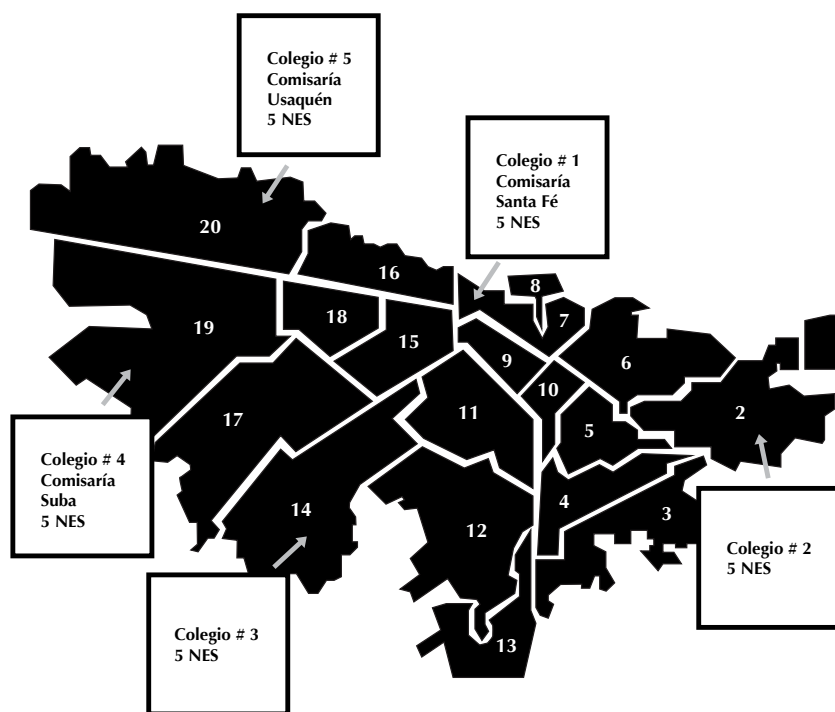 Colegio # 5
Comisaría
Usaquén
5 NES
Colegio # 1
Comisaría
Santa Fé
5 NES
20
16
8
7
19
18
15
6
9
10
17
11
2
5
14
4
3
12
13
Colegio # 4
Comisaría
Suba
5 NES
Colegio # 2
5 NES
Colegio # 3
5 NES